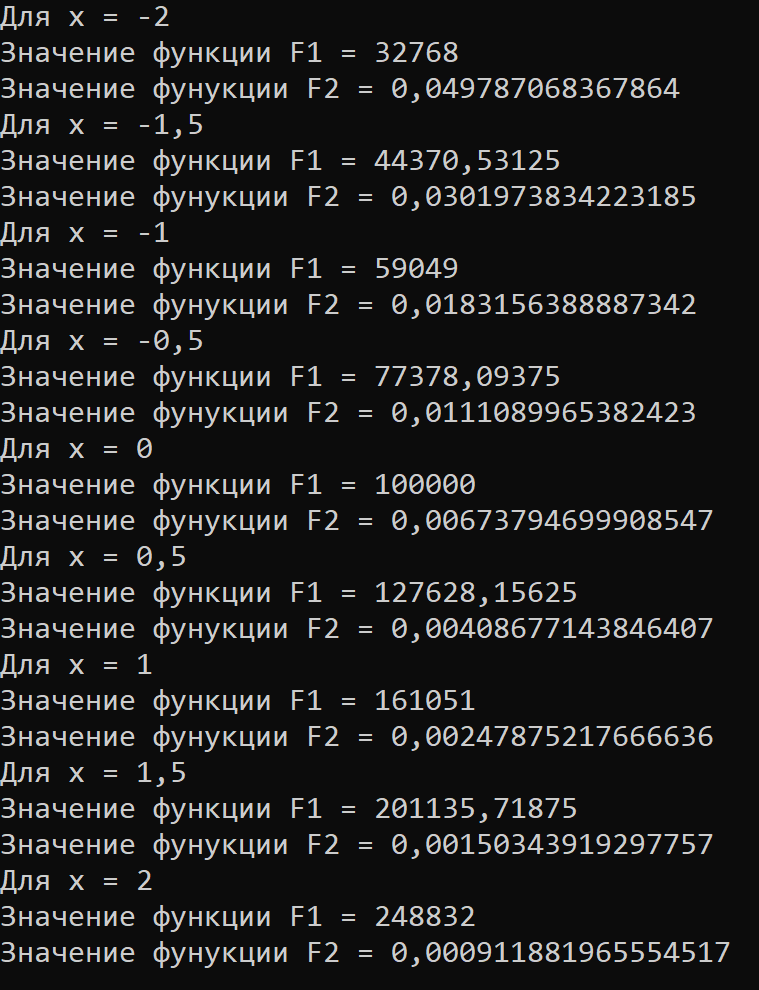 Для x = -2
Значение функции F1 = 32768
Значение фунукции F2 = 0,049787068367864
Для x = -1,5
Значение функции F1 = 44370,53125
Значение фунукции F2 = 0,0301973834223185
Для x = -1
Значение функции F1 = 59049
Значение фунукции F2 = 0,0183156388887342
Для x = -0,5
Значение функции F1 = 77378,09375
Значение фунукции F2 = 0,0111089965382423
Для x = 0
Значение функции F1 = 100000
Значение фунукции F2 = 0,00673794699908547
Для x = 0,5
Значение функции F1 = 127628,15625
Значение фунукции F2 = 0,00408677143846407
Для x = 1
Значение функции F1 = 161051
Значение фунукции F2 = 0,00247875217666636
Для x = 1,5
Значение функции F1 = 201135,71875
Значение фунукции F2 = 0,00150343919297757
Для x = 2
Значение функции F1 = 248832
Значение фунукции F2 = 0,000911881965554517